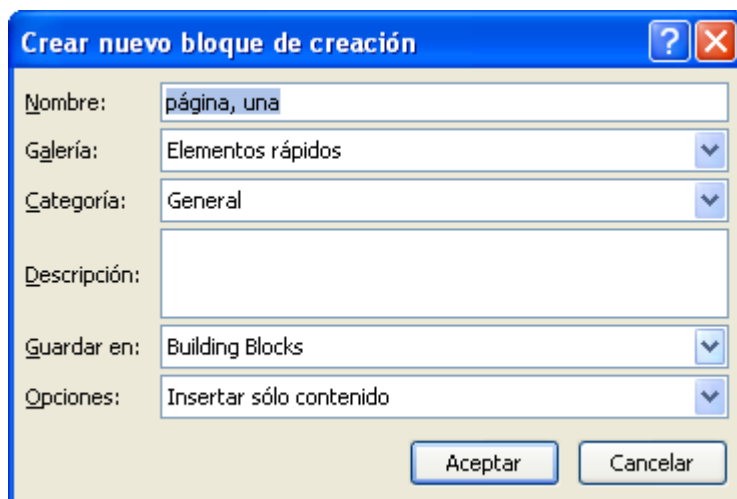 Crear nuevo bloque de creación
Nombre: página, una
Galería: Elementos rápidos
Categoría: General
Descripción:
Guardar en: Building Blocks
Opciones: Insertar sólo contenido
Aceptar Cancelar